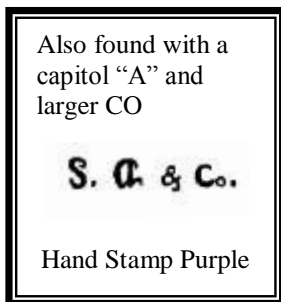 Also found with a
capitol “A” and
larger CO
S. a. & Co.
Hand Stamp Purple